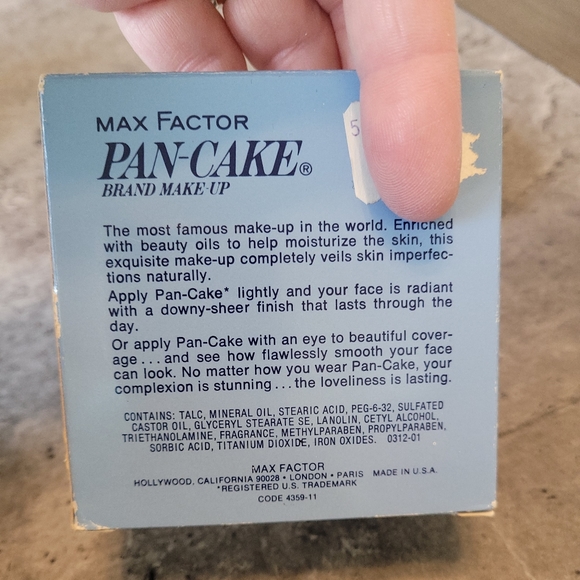 MAX FACTOR
PAN-CAKE®
BRAND MAKE-UP
5
The most famous make-up in the world. Enriched
with beauty oils to help moisturize the skin, this
exquisite make-up completely veils skin imperfec-
tions naturally.
Apply Pan-Cake* lightly and your face is radiant
with a downy-sheer finish that lasts through the
day.
Or apply Pan-Cake with an eye to beautiful cover-
age...and see how flawlessly smooth your face
can look. No matter how you wear Pan-Cake, your
complexion is stunning...the loveliness is lasting.
CONTAINS: TALC, MINERAL OIL, STEARIC ACID, PEG-6-32, SULFATED
CASTOR OIL, GLYCERYL STEARATE SE, LANOLIN, CETYL ALCOHOL,
TRIETHANOLAMINE, FRAGRANCE, METHYLPARABEN, PROPYLPARABEN,
SORBIC ACID, TITANIUM DIOXIDE, IRON OXIDES. 0312-01
MAX FACTOR
HOLLYWOOD, CALIFORNIA 90028 • LONDON • PARIS MADE IN U.S.A.
*REGISTERED U.S. TRADEMARK
CODE 4359-11